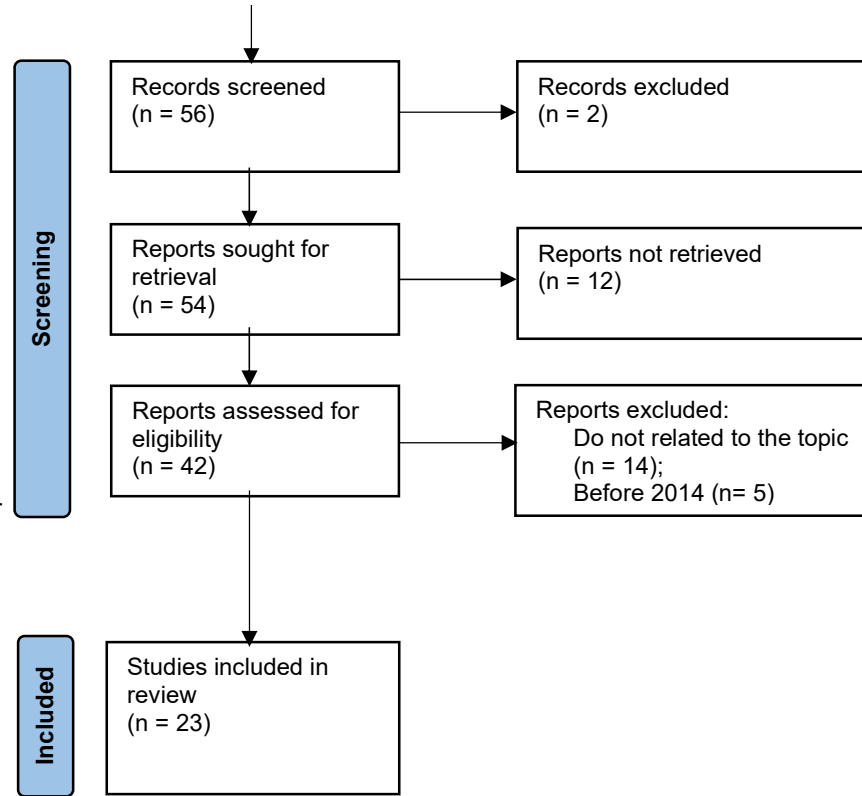 Screening
Records screened
(n = 56)
Records excluded
(n = 2)
Reports sought for
retrieval
(n = 54)
Reports not retrieved
(n = 12)
Reports assessed for
eligibility
(n = 42)
Reports excluded:
Do not related to the topic
(n = 14);
Before 2014 (n= 5)
Included
Studies included in
review
(n = 23)